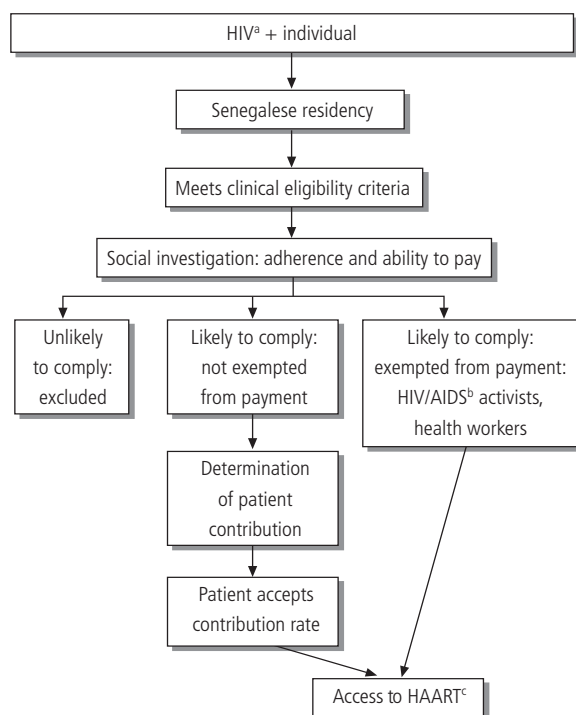 HIVᵃ + individual
Senegalese residency
Meets clinical eligibility criteria
Social investigation: adherence and ability to pay
Unlikely
to comply:
excluded
Likely to comply:
not exempted
from payment
Likely to comply:
exempted from payment:
HIV/AIDSᵇ activists,
health workers
Determination
of patient
contribution
Patient accepts
contribution rate
Access to HAARTᶜ